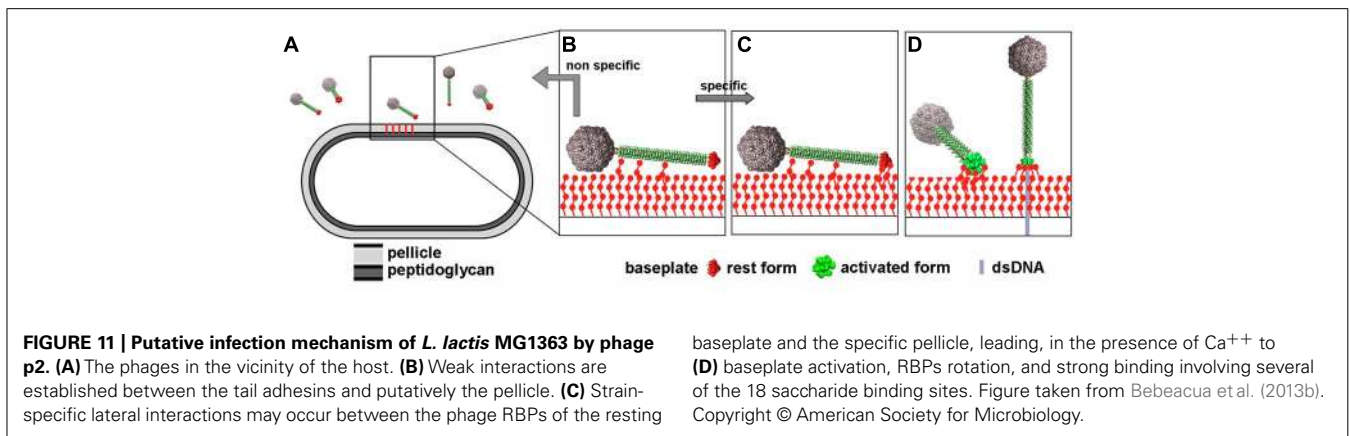 A
B
C
D
non specific
specific
pellicle
peptidoglycan
baseplate rest form activated form dsDNA
FIGURE 11 | Putative infection mechanism of L. lactis MG1363 by phage
p2. (A) The phages in the vicinity of the host. (B) Weak interactions are
established between the tail adhesins and putatively the pellicle. (C) Strain-
specific lateral interactions may occur between the phage RBPs of the resting
baseplate and the specific pellicle, leading, in the presence of Ca++ to
(D) baseplate activation, RBPs rotation, and strong binding involving several
of the 18 saccharide binding sites. Figure taken from Bebeacua et al. (2013b).
Copyright © American Society for Microbiology.